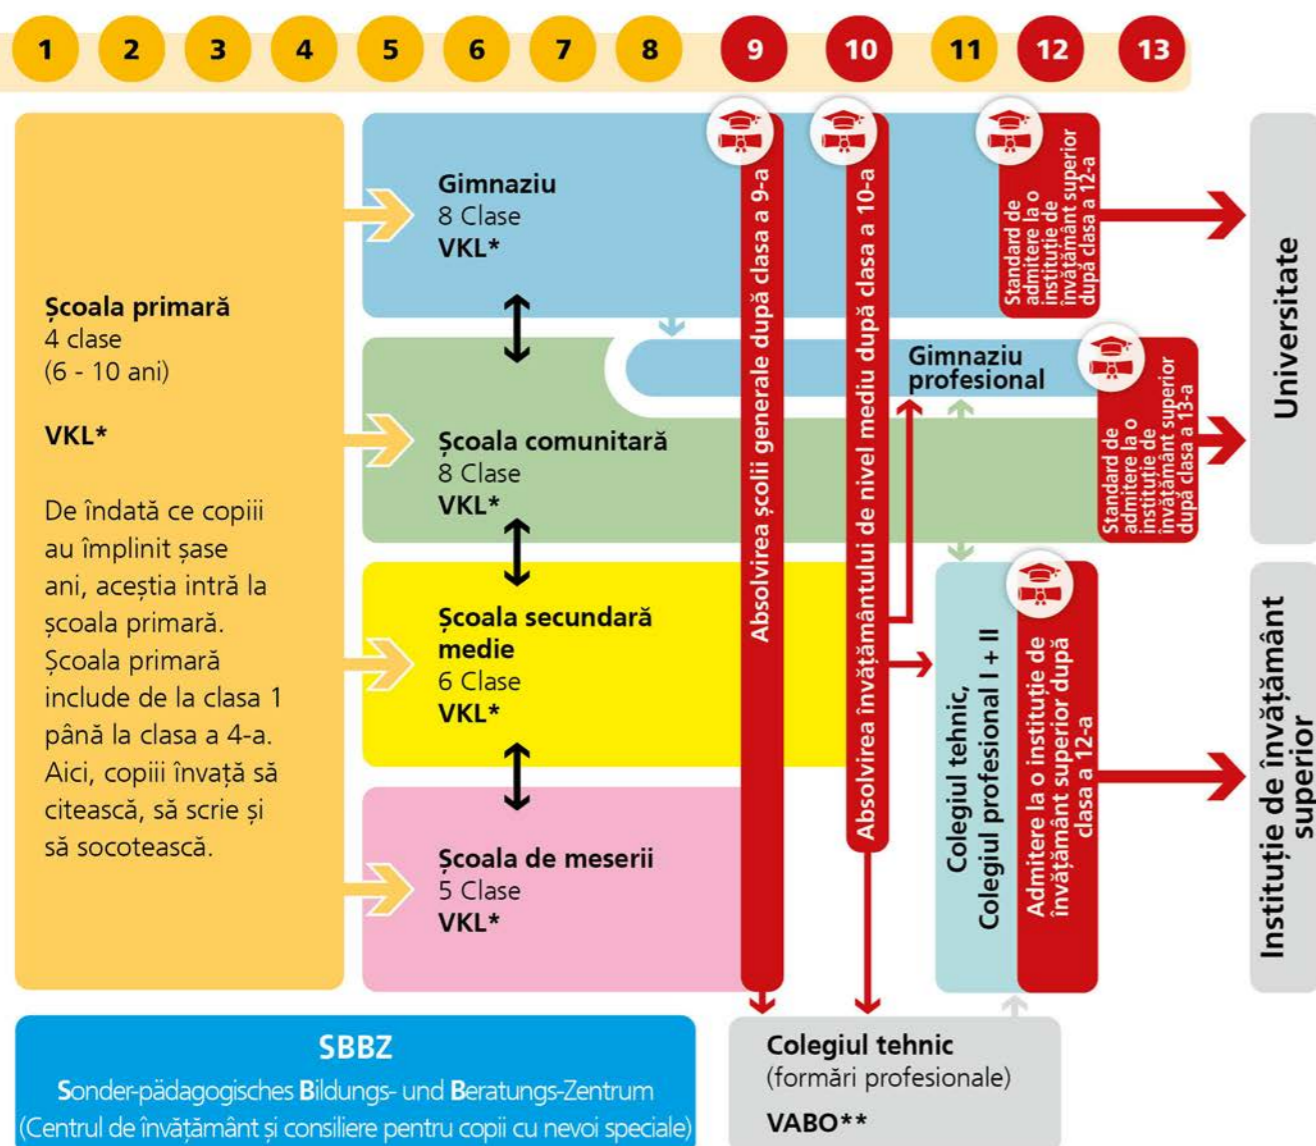 1 2 3 4 5 6 7 8 9 10 11 12 13
Școala primară
4 clase
(6 - 10 ani)
VKL*
De îndată ce copiii
au împlinit șase
ani, aceștia intră la
școala primară.
Școala primară
include de la clasa 1
până la clasa a 4-a.
Aici, copiii învață să
citească, să scrie și
să socotească.
Gimnaziu
8 Clase
VKL*
Școala comunitară
8 Clase
VKL*
Școala secundară
medie
6 Clase
VKL*
Școala de meserii
5 Clase
VKL*
Absolvirea școlii generale după clasa a 9-a
Absolvirea învățământului de nivel mediu după clasa a 10-a
Gimnaziu
profesional
Standard de
admitere la o
instituție de
învățământ superior
după clasa a 12-a
Standard de
admitere la o
instituție de
învățământ superior
după clasa a 13-a
Colegiul tehnic,
Colegiul profesional I + II
Admitere la o instituție de
învățământ superior după
clasa a 12-a
Universitate
Instituție de învățământ
superior
SBBZ
Sonder-pädagogisches Bildungs- und Beratungs-Zentrum
(Centrul de învățământ și consiliere pentru copii cu nevoi speciale)
Colegiul tehnic
(formări profesionale)
VABO**